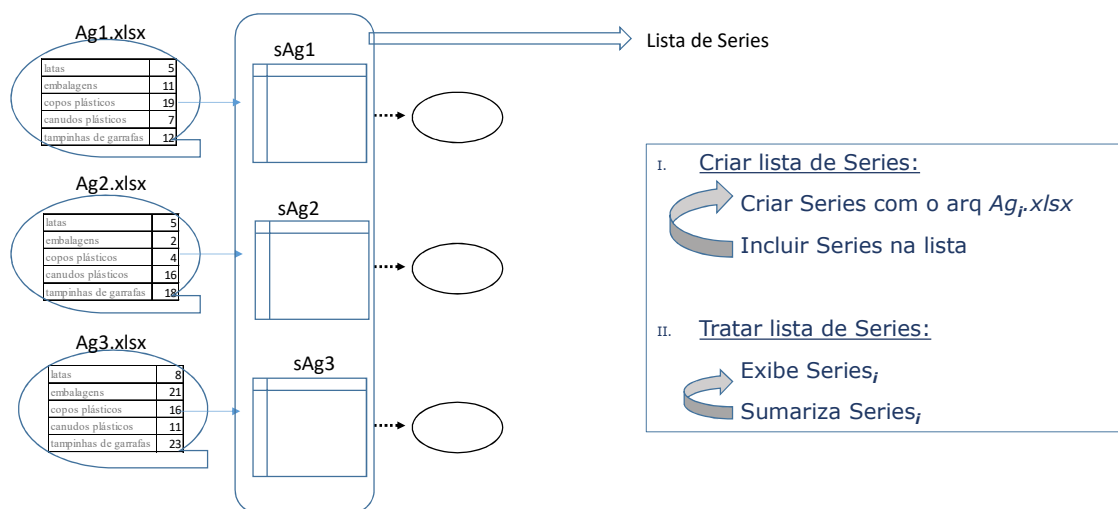 Ag1.xlsx
latas 5
embalagens 11
copos plásticos 19
canudos plásticos 7
tampinhas de garrafas 12
Ag2.xlsx
latas 5
embalagens 2
copos plásticos 4
canudos plásticos 16
tampinhas de garrafas 18
Ag3.xlsx
latas 8
embalagens 21
copos plásticos 16
canudos plásticos 11
tampinhas de garrafas 23
sAg1
sAg2
sAg3
Lista de Series
I. Criar lista de Series:
Criar Series com o arq Agi.xlsx
Incluir Series na lista
II. Tratar lista de Series:
Exibe Seriesi
Sumariza Seriesi